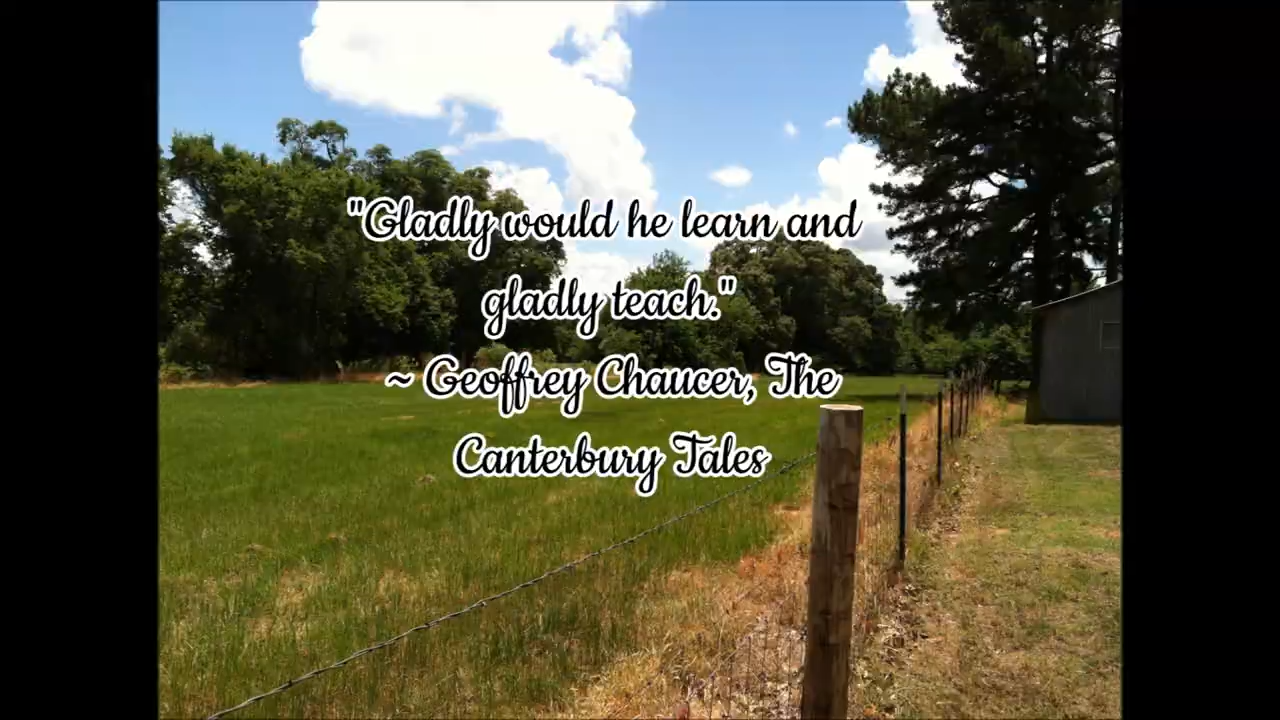 "Gladly would he learn and
gladly teach."
~ Geoffrey Chaucer, The
Canterbury Tales